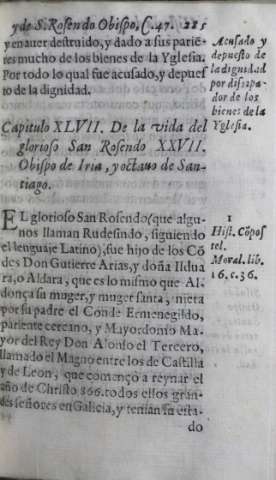 y de S. Rosendo Obispo, C. 47. 225
y en auer destruido, y dado a sus pariē-
res mucho de los bienes de la Yglesia.
Por todo lo qual fue acusado, y depues
to de la dignidad.
Acusado y
depuesto de
la dignidad
por dissipa-
dor de los
bienes de la
Yglesia.
Capitulo XLVII. De la vida del
glorioso San Rosendo XXVII.
Obispo de Iria, y octauo de San-
tiago.
EL glorioso San Rosendo (que algu-
nos llaman Rudesindo, siguiendo
el lenguaje Latino), fue hijo de los Cō
des Don Gutierre Arias, y doña Ildua
ra, o Aldara, que es lo mismo que Al-
donça su muger, y muger santa, nieta
por su padre el Conde Ermenegildo,
pariente cercano, y Mayordomo Ma-
yor del Rey Don Alonso el Tercero,
llamado el Magno entre los de Castilla
y de Leon, que començò a reynar el
año de Christo 866. todos ellos gran-
des señores en Galicia, y tenian su esta-
do
1
Hist. Cōpos
tel.
Moral. lib.
16. c. 36.